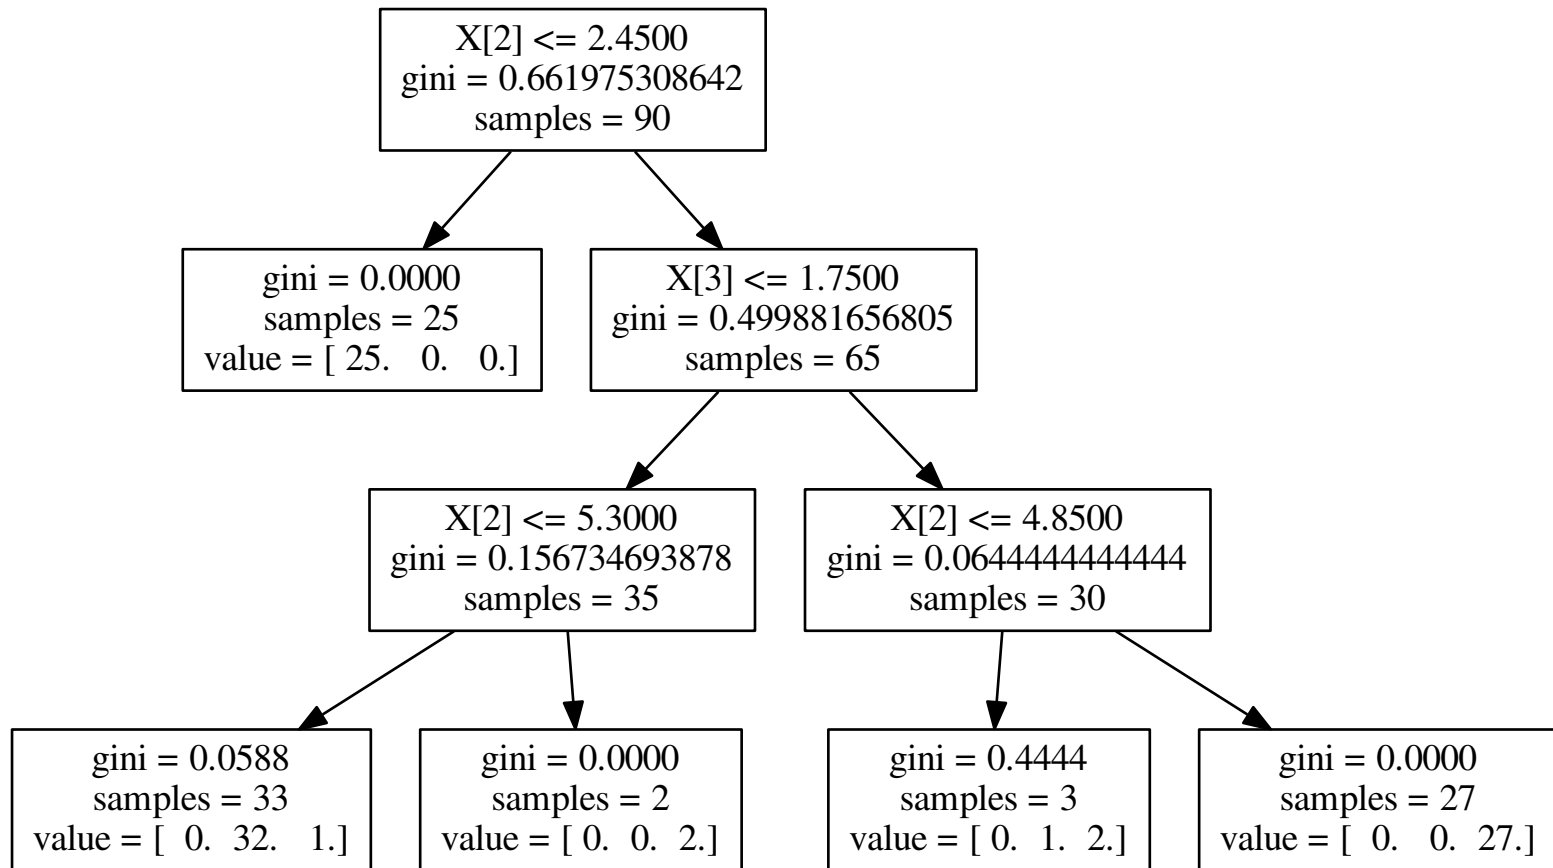 X[2] <= 2.4500
gini = 0.661975308642
samples = 90
gini = 0.0000
samples = 25
value = [ 25.   0.   0.]
X[3] <= 1.7500
gini = 0.499881656805
samples = 65
X[2] <= 5.3000
gini = 0.156734693878
samples = 35
X[2] <= 4.8500
gini = 0.0644444444444
samples = 30
gini = 0.0588
samples = 33
value = [  0.  32.   1.]
gini = 0.0000
samples = 2
value = [ 0.  0.  2.]
gini = 0.4444
samples = 3
value = [ 0.  1.  2.]
gini = 0.0000
samples = 27
value = [  0.   0.  27.]